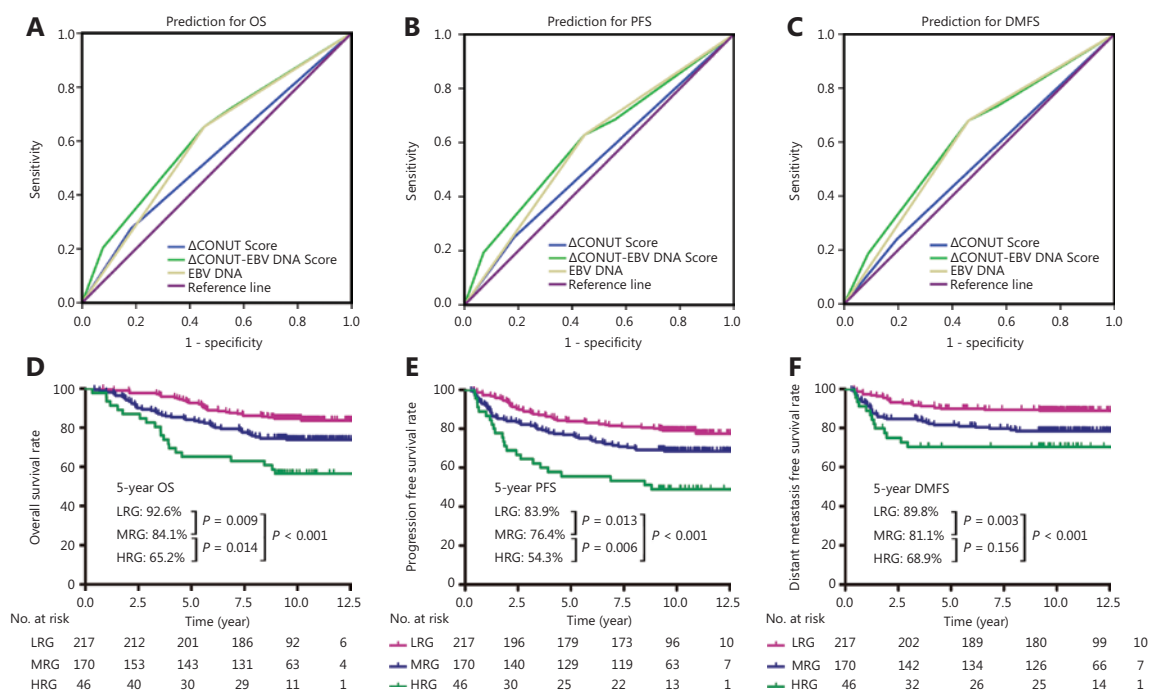 A Prediction for OS
1.0
0.8
0.6
0.4
0.2
0.0
Sensitivity
ΔCONUT Score
ΔCONUT-EBV DNA Score
EBV DNA
Reference line
0.0 0.2 0.4 0.6 0.8 1.0
1 - specificity
B Prediction for PFS
1.0
0.8
0.6
0.4
0.2
0.0
Sensitivity
ΔCONUT Score
ΔCONUT-EBV DNA Score
EBV DNA
Reference line
0.0 0.2 0.4 0.6 0.8 1.0
1 - specificity
C Prediction for DMFS
1.0
0.8
0.6
0.4
0.2
0.0
Sensitivity
ΔCONUT Score
ΔCONUT-EBV DNA Score
EBV DNA
Reference line
0.0 0.2 0.4 0.6 0.8 1.0
1 - specificity
D
100
80
60
40
20
0
Overall survival rate
5-year OS
LRG: 92.6%
P = 0.009
MRG: 84.1%
P < 0.001
P = 0.014
HRG: 65.2%
0.0 2.5 5.0 7.5 10.0 12.5
No. at risk Time (year)
LRG 217 212 201 186 92 6
MRG 170 153 143 131 63 4
HRG 46 40 30 29 11 1
E
100
80
60
40
20
0
Progression free survival rate
5-year PFS
LRG: 83.9%
P = 0.013
MRG: 76.4%
P < 0.001
P = 0.006
HRG: 54.3%
0.0 2.5 5.0 7.5 10.0 12.5
No. at risk Time (year)
LRG 217 196 179 173 96 10
MRG 170 140 129 119 63 7
HRG 46 30 25 22 13 1
F
100
80
60
40
20
0
Distant metastasis free survival rate
5-year DMFS
LRG: 89.8%
P = 0.003
MRG: 81.1%
P < 0.001
P = 0.156
HRG: 68.9%
0.0 2.5 5.0 7.5 10.0 12.5
No. at risk Time (year)
LRG 217 202 189 180 99 10
MRG 170 142 134 126 66 7
HRG 46 32 26 25 14 1